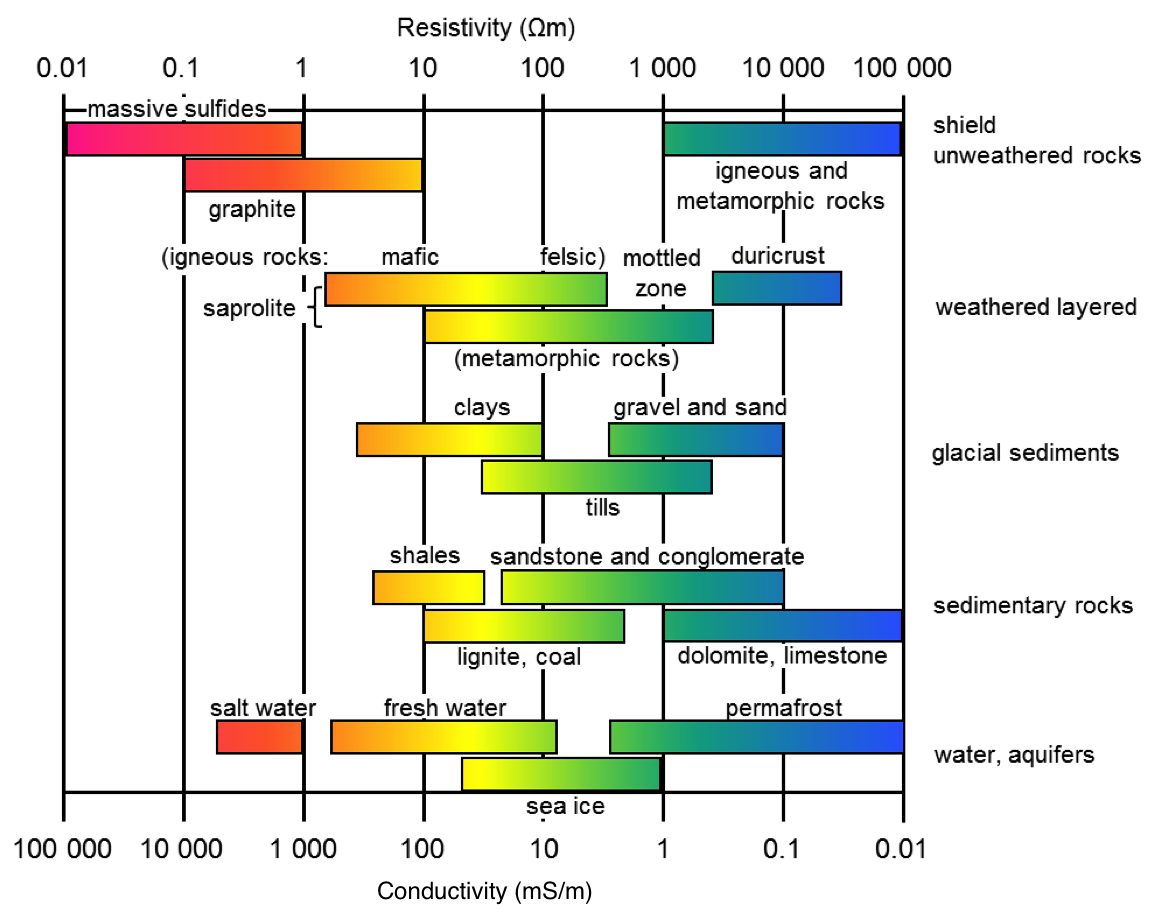 Resistivity (Ωm)
0.01 0.1 1 10 100 1 000 10 000 100 000
massive sulfides
shield
unweathered rocks
igneous and
metamorphic rocks
graphite
(igneous rocks: mafic felsic) mottled duricrust
zone
saprolite
weathered layered
(metamorphic rocks)
clays gravel and sand
glacial sediments
tills
shales sandstone and conglomerate
sedimentary rocks
lignite, coal dolomite, limestone
salt water fresh water permafrost
water, aquifers
sea ice
100 000 10 000 1 000 100 10 1 0.1 0.01
Conductivity (mS/m)